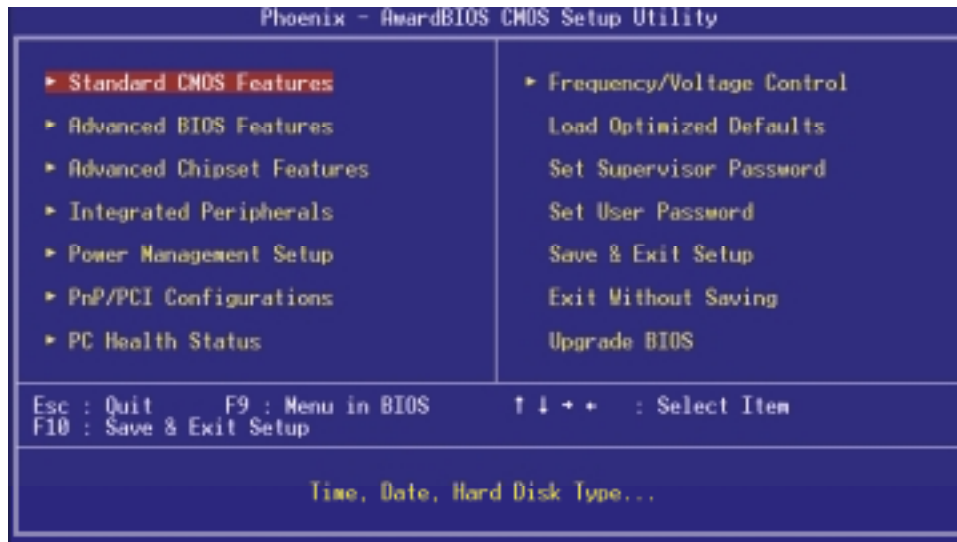 Phoenix - AwardBIOS CMOS Setup Utility
► Standard CMOS Features
► Advanced BIOS Features
► Advanced Chipset Features
► Integrated Peripherals
► Power Management Setup
► PnP/PCI Configurations
► PC Health Status
► Frequency/Voltage Control
Load Optimized Defaults
Set Supervisor Password
Set User Password
Save & Exit Setup
Exit Without Saving
Upgrade BIOS
Esc : Quit F9 : Menu in BIOS ↑ ↓ → ← : Select Item
F10 : Save & Exit Setup
Time, Date, Hard Disk Type...